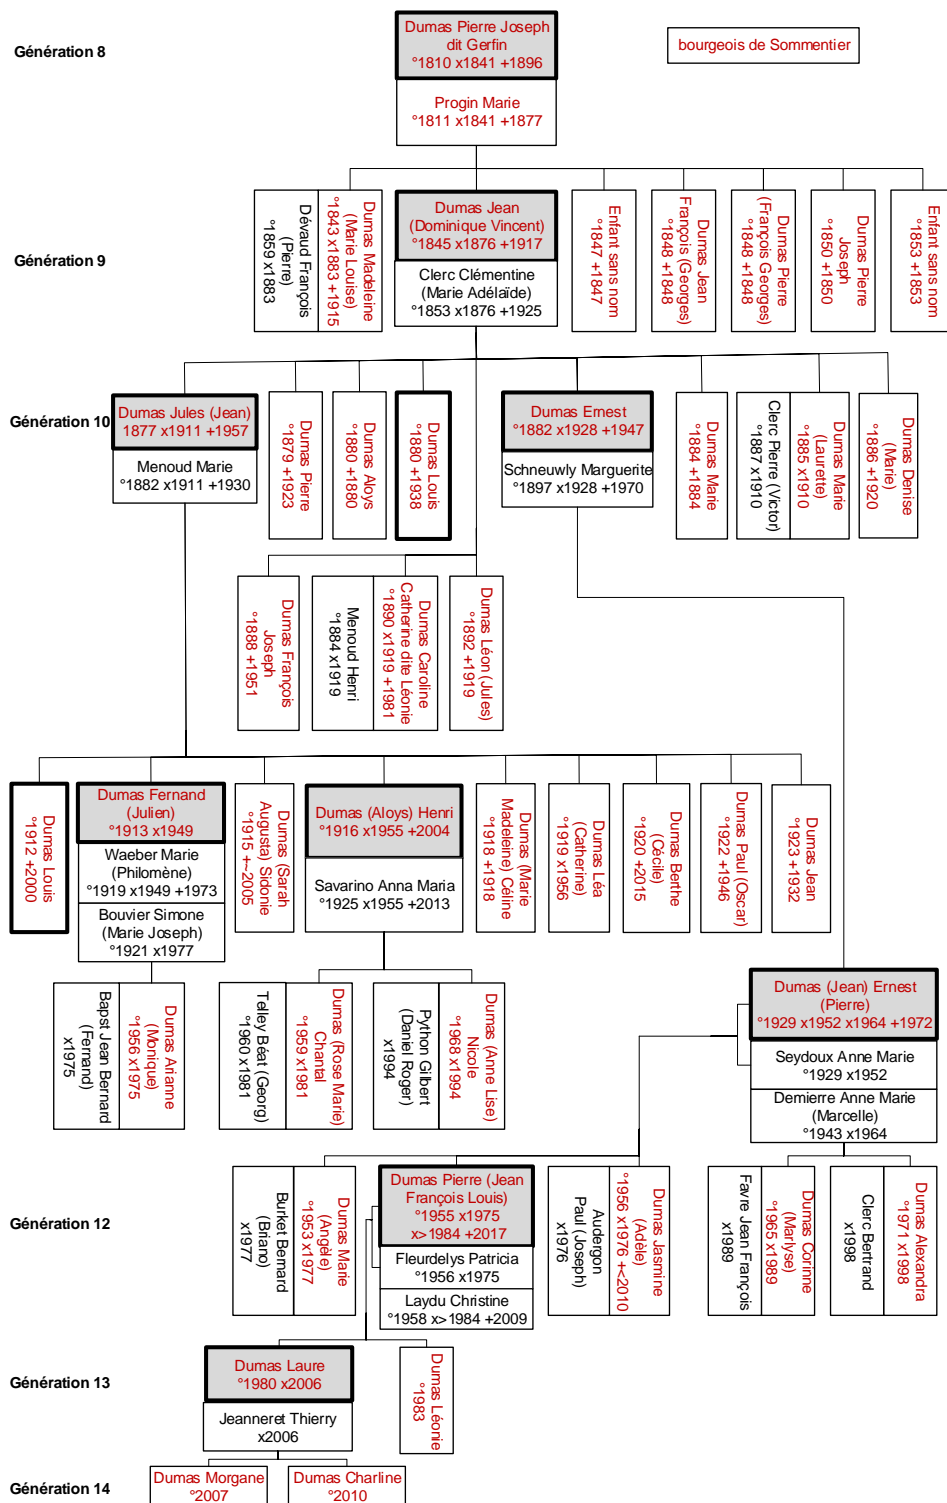 Génération 8
Dumas Pierre Joseph
dit Gerfin
°1810 x1841 +1896
bourgeois de Sommentier
Progin Marie
°1811 x1841 +1877
Génération 9
Dévaud François
(Pierre)
°1859 x1883
Dumas Madeleine
(Marie Louise)
°1843 x1883 +1915
Dumas Jean
(Dominique Vincent)
°1845 x1876 +1917
Clerc Clémentine
(Marie Adélaïde)
°1853 x1876 +1925
Enfant sans nom
°1847 +1847
Dumas Jean
François (Georges)
°1848 +1848
Dumas Pierre
(François Georges)
°1848 +1848
Dumas Pierre
Joseph
°1850 +1850
Enfant sans nom
°1853 +1853
Génération 10
Dumas Jules (Jean)
1877 x1911 +1957
Menoud Marie
°1882 x1911 +1930
Dumas Pierre
°1879 +1923
Dumas Aloys
°1880 +1880
Dumas Louis
°1880 +1938
Dumas Ernest
°1882 x1928 +1947
Schneuwly Marguerite
°1897 x1928 +1970
Dumas Marie
°1884 +1884
Clerc Pierre (Victor)
°1887 x1910
Dumas Marie
(Laurette)
°1885 x1910
Dumas Denise
(Marie)
°1886 +1920
Dumas François
Joseph
°1888 +1951
Menoud Henri
°1884 x1919
Dumas Caroline
Catherine dite Léonie
°1890 x1919 +1981
Dumas Léon (Jules)
°1892 +1919
Dumas Louis
°1912 +2000
Dumas Fernand
(Julien)
°1913 x1949
Waeber Marie
(Philomène)
°1919 x1949 +1973
Bouvier Simone
(Marie Joseph)
°1921 x1977
Dumas (Sarah
Augusta) Sidonie
°1915 +~2005
Dumas (Aloys) Henri
°1916 x1955 +2004
Savarino Anna Maria
°1925 x1955 +2013
Dumas (Marie
Madeleine) Céline
°1918 +1918
Dumas Léa
(Catherine)
°1919 x1956
Dumas Berthe
(Cécile)
°1920 +2015
Dumas Paul (Oscar)
°1922 +1946
Dumas Jean
°1923 +1932
Bapst Jean Bernard
(Fernand)
x1975
Dumas Arianne
(Monique)
°1956 x1975
Telley Béat (Georg)
°1960 x1981
Dumas (Rose Marie)
Chantal
°1959 x1981
Python Gilbert
(Daniel Roger)
x1994
Dumas (Anne Lise)
Nicole
°1968 x1994
Dumas (Jean) Ernest
(Pierre)
°1929 x1952 x1964 +1972
Seydoux Anne Marie
°1929 x1952
Demierre Anne Marie
(Marcelle)
°1943 x1964
Génération 12
Burket Bernard
(Briano)
x1977
Dumas Marie
(Angèle)
°1953 x1977
Dumas Pierre (Jean
François Louis)
°1955 x1975
x>1984 +2017
Fleurdelys Patricia
°1956 x1975
Laydu Christine
°1958 x>1984 +2009
Audergon
Paul (Joseph)
x1976
Dumas Jasmine
(Adèle)
°1956 x1976 +<2010
Favre Jean François
x1989
Dumas Corinne
(Marlyse)
°1965 x1989
Clerc Bertrand
x1998
Dumas Alexandra
°1971 x1998
Génération 13
Dumas Laure
°1980 x2006
Jeanneret Thierry
x2006
Dumas Léonie
°1983
Génération 14
Dumas Morgane
°2007
Dumas Charline
°2010